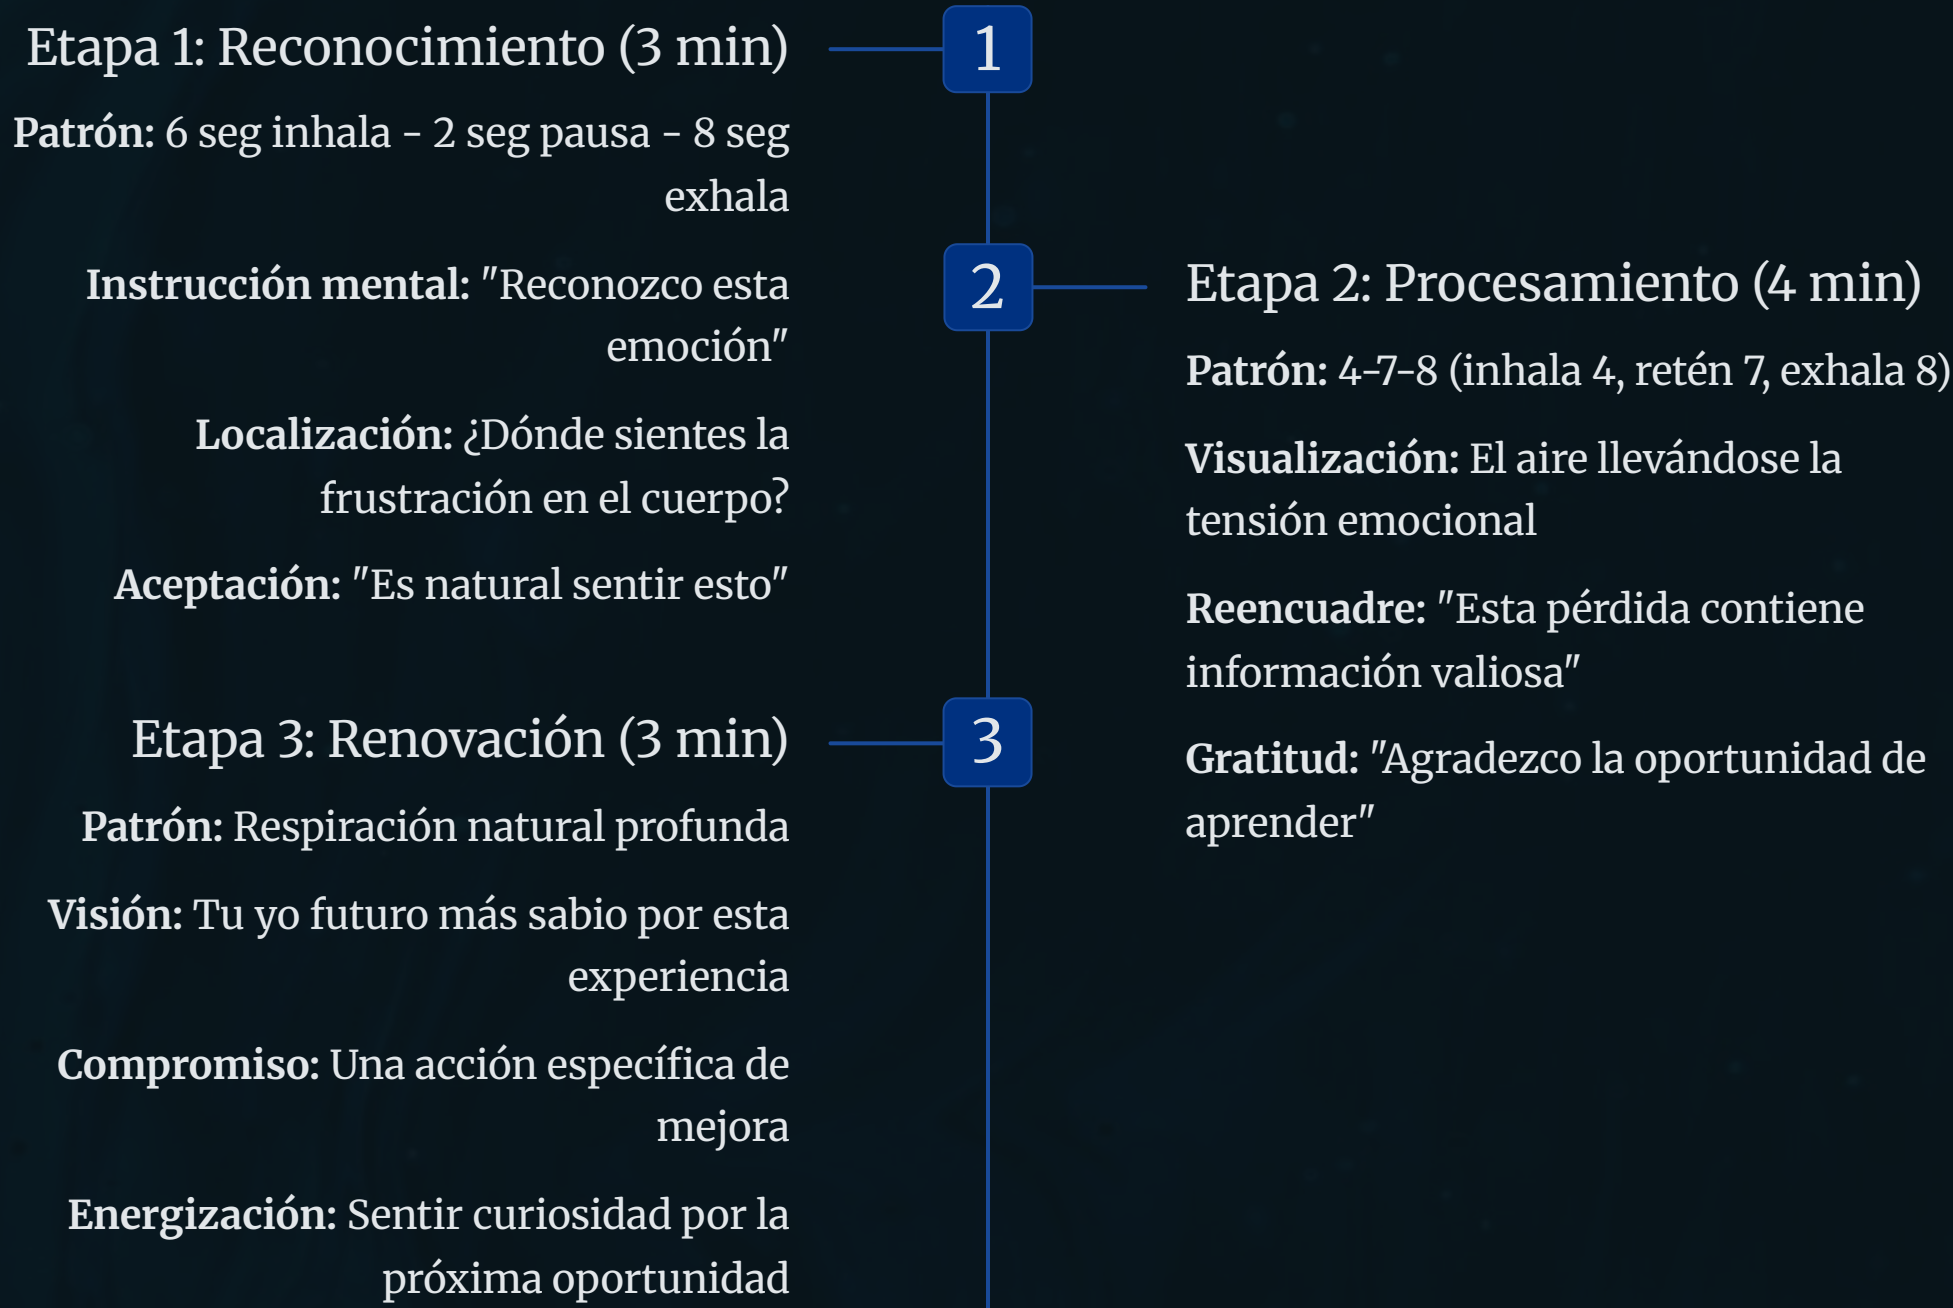 Etapa 1: Reconocimiento (3 min)
1
Patrón: 6 seg inhala - 2 seg pausa - 8 seg
exhala
Instrucción mental: "Reconozco esta
emoción"
Localización: ¿Dónde sientes la
frustración en el cuerpo?
Aceptación: "Es natural sentir esto"
2
Etapa 2: Procesamiento (4 min)
Patrón: 4-7-8 (inhala 4, retén 7, exhala 8)
Visualización: El aire llevándose la
tensión emocional
Reencuadre: "Esta pérdida contiene
información valiosa"
Gratitud: "Agradezco la oportunidad de
aprender"
Etapa 3: Renovación (3 min)
3
Patrón: Respiración natural profunda
Visión: Tu yo futuro más sabio por esta
experiencia
Compromiso: Una acción específica de
mejora
Energización: Sentir curiosidad por la
próxima oportunidad